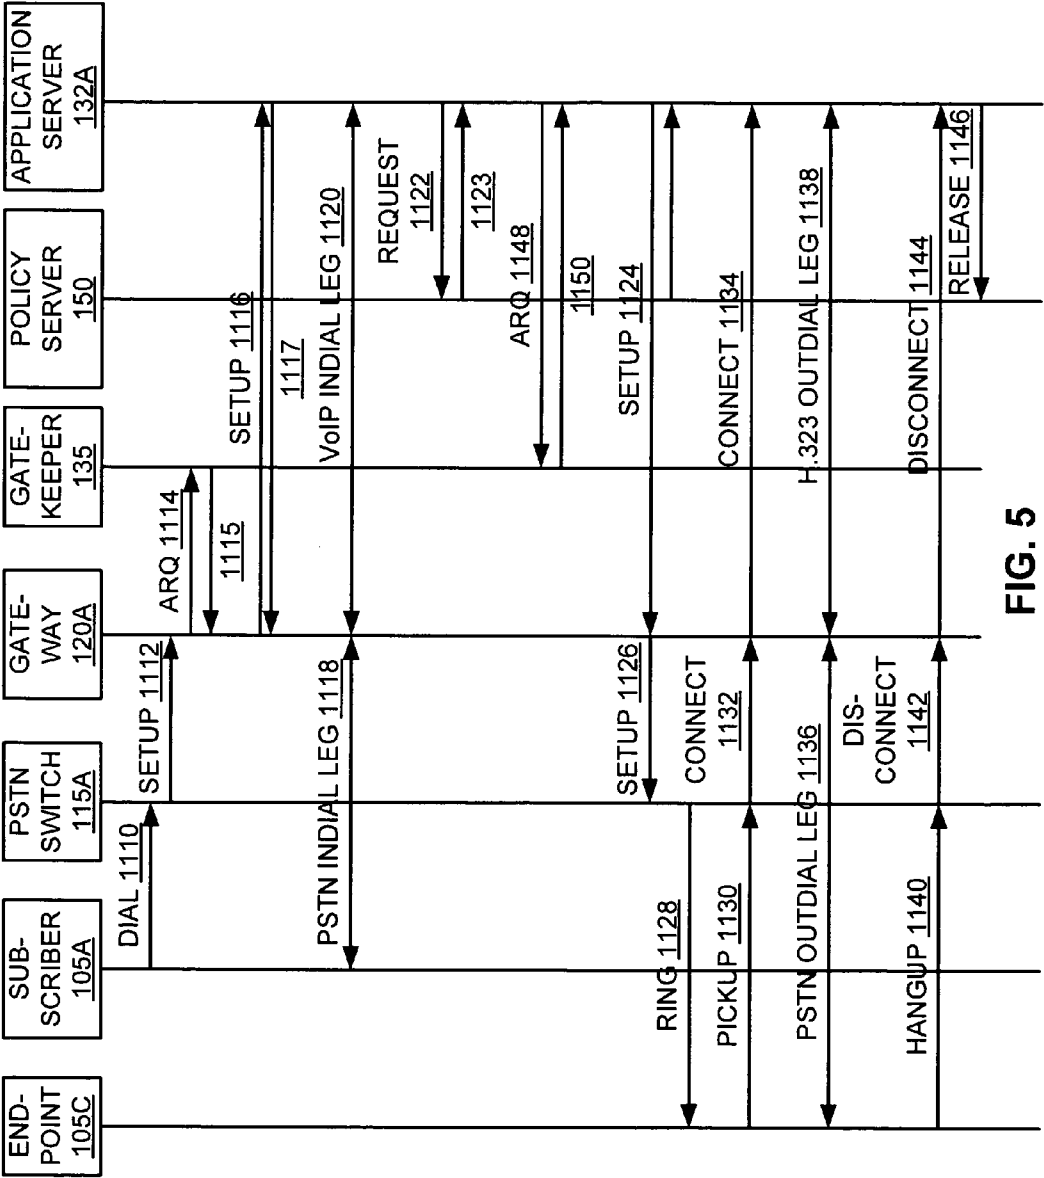 END-
POINT
105C
SUB-
SCRIBER
105A
PSTN
SWITCH
115A
GATE-
WAY
120A
GATE-
KEEPER
135
POLICY
SERVER
150
APPLICATION
SERVER
132A
DIAL 1110
SETUP 1112
ARQ 1114
1115
SETUP 1116
1117
PSTN INDIAL LEG 1118
VoIP INDIAL LEG 1120
REQUEST
1122
1123
ARQ 1148
1150
SETUP 1124
SETUP 1126
RING 1128
PICKUP 1130
CONNECT
1132
CONNECT 1134
PSTN OUTDIAL LEG 1136
H.323 OUTDIAL LEG 1138
HANGUP 1140
DIS-
CONNECT
1142
DISCONNECT 1144
RELEASE 1146
FIG. 5